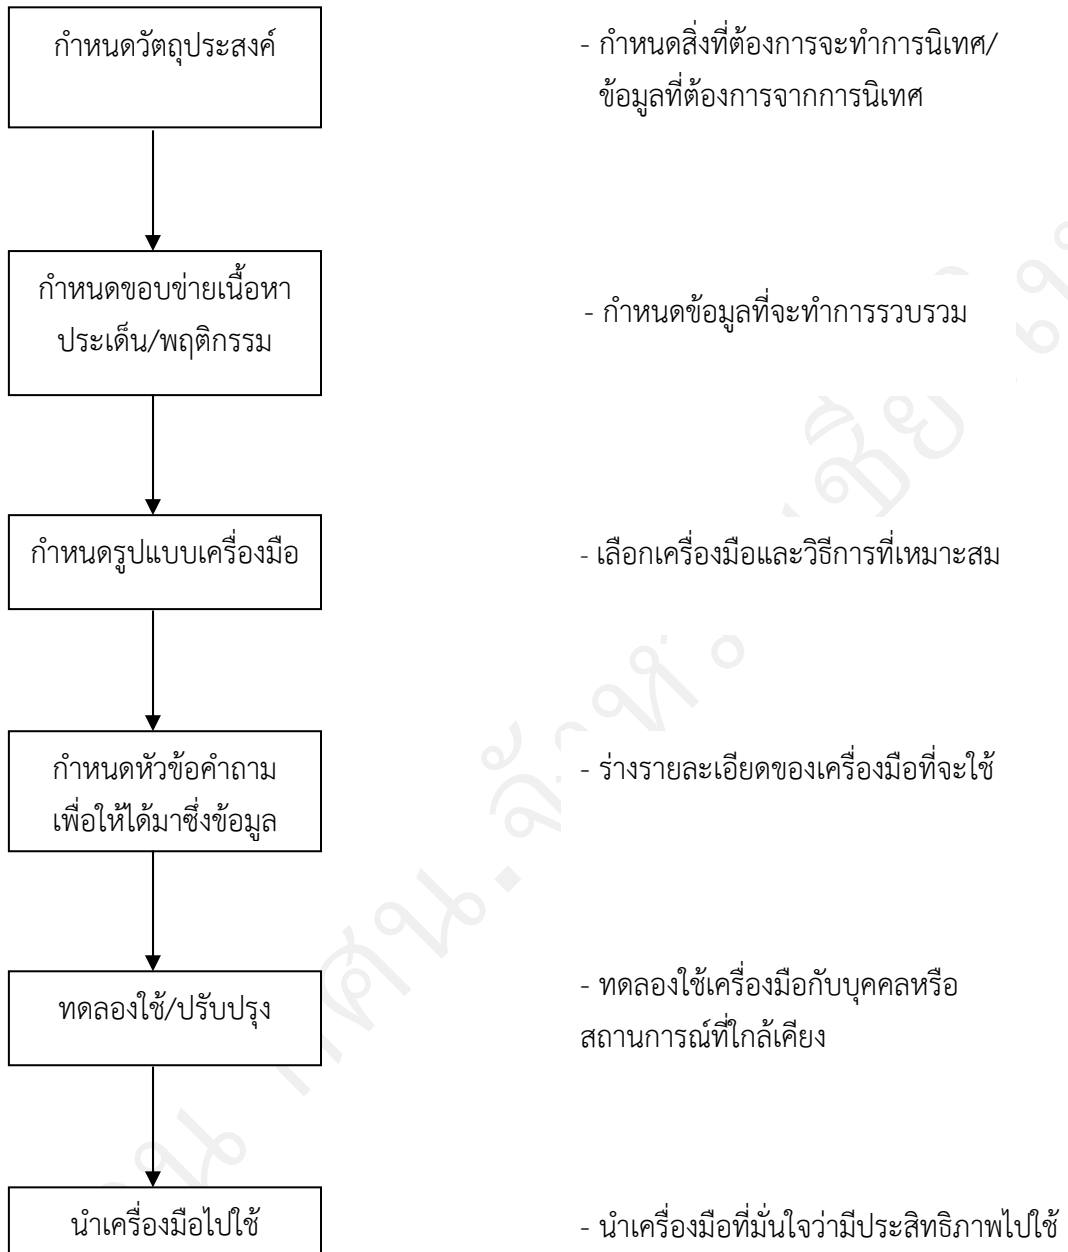 กำหนดวัตถุประสงค์
- กำหนดสิ่งที่ต้องการจะทำการนิเทศ/
ข้อมูลที่ต้องการจากการนิเทศ
กำหนดขอบข่ายเนื้อหา
ประเด็น/พฤติกรรม
- กำหนดข้อมูลที่จะทำการรวบรวม
กำหนดรูปแบบเครื่องมือ
- เลือกเครื่องมือและวิธีการที่เหมาะสม
กำหนดหัวข้อคำถาม
เพื่อให้ได้มาซึ่งข้อมูล
- ร่างรายละเอียดของเครื่องมือที่จะใช้
ทดลองใช้/ปรับปรุง
- ทดลองใช้เครื่องมือกับบุคคลหรือ
สถานการณ์ที่ใกล้เคียง
นำเครื่องมือไปใช้
- นำเครื่องมือที่มั่นใจว่ามีประสิทธิภาพไปใช้